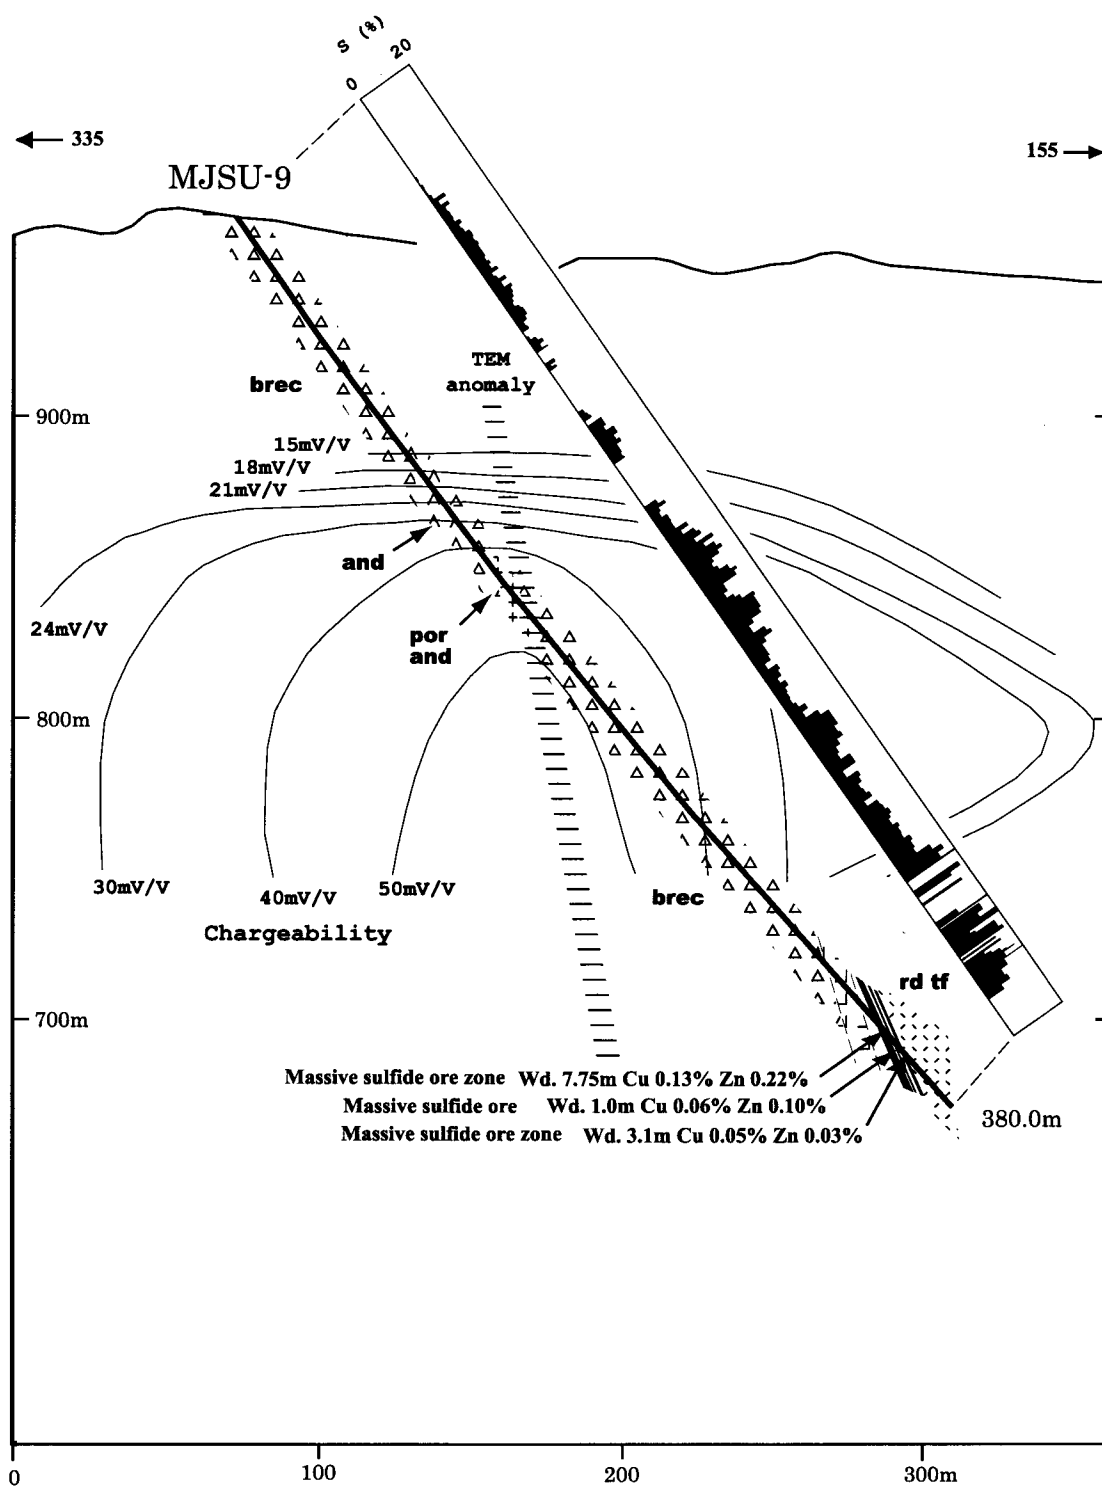 S (%)
0
20
335
155
MJSU-9
TEM
anomaly
brec
900m
15mV/V
18mV/V
21mV/V
and
24mV/V
por
and
800m
30mV/V
40mV/V
50mV/V
brec
Chargeability
rd tf
700m
Massive sulfide ore zone Wd. 7.75m Cu 0.13% Zn 0.22%
Massive sulfide ore Wd. 1.0m Cu 0.06% Zn 0.10%
Massive sulfide ore zone Wd. 3.1m Cu 0.05% Zn 0.03%
380.0m
0
100
200
300m